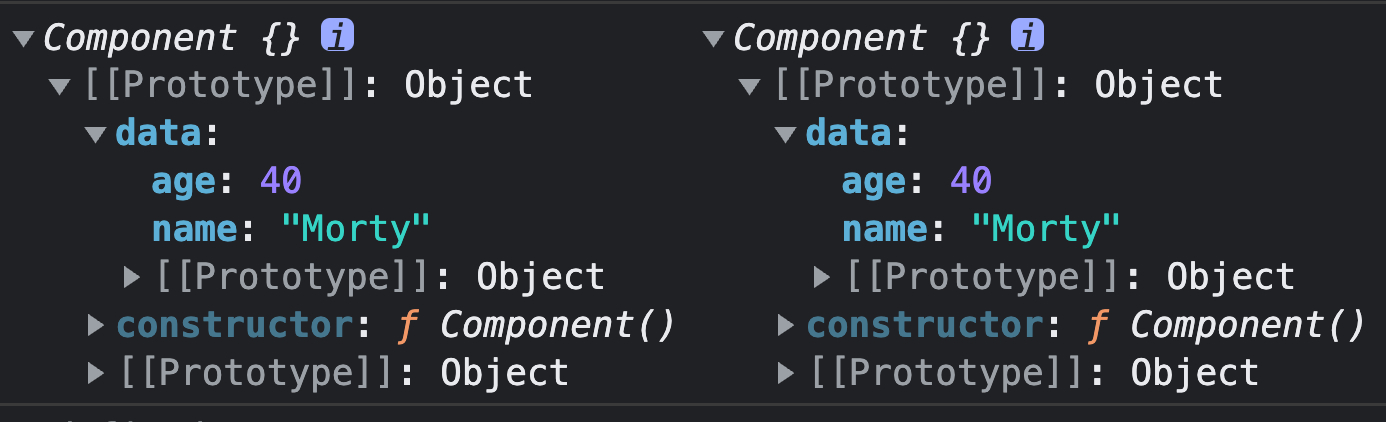 Component {} i Component {} i
[[Prototype]]: Object [[Prototype]]: Object
data: data:
age: 40 age: 40
name: "Morty" name: "Morty"
[[Prototype]]: Object [[Prototype]]: Object
constructor: ƒ Component() constructor: ƒ Component()
[[Prototype]]: Object [[Prototype]]: Object